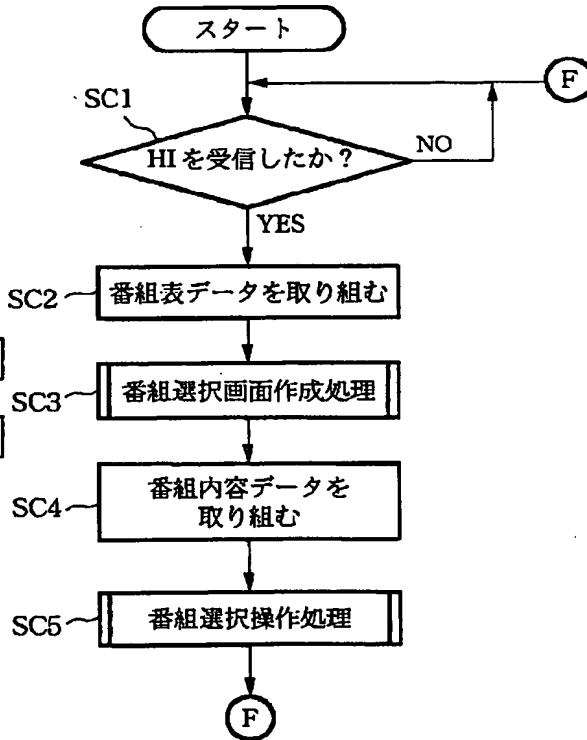 スタート
F
SC1
HIを受信したか?
NO
YES
SC2
番組表データを取り組む
SC3
番組選択画面作成処理
SC4
番組内容データを
取り組む
SC5
番組選択操作処理
F